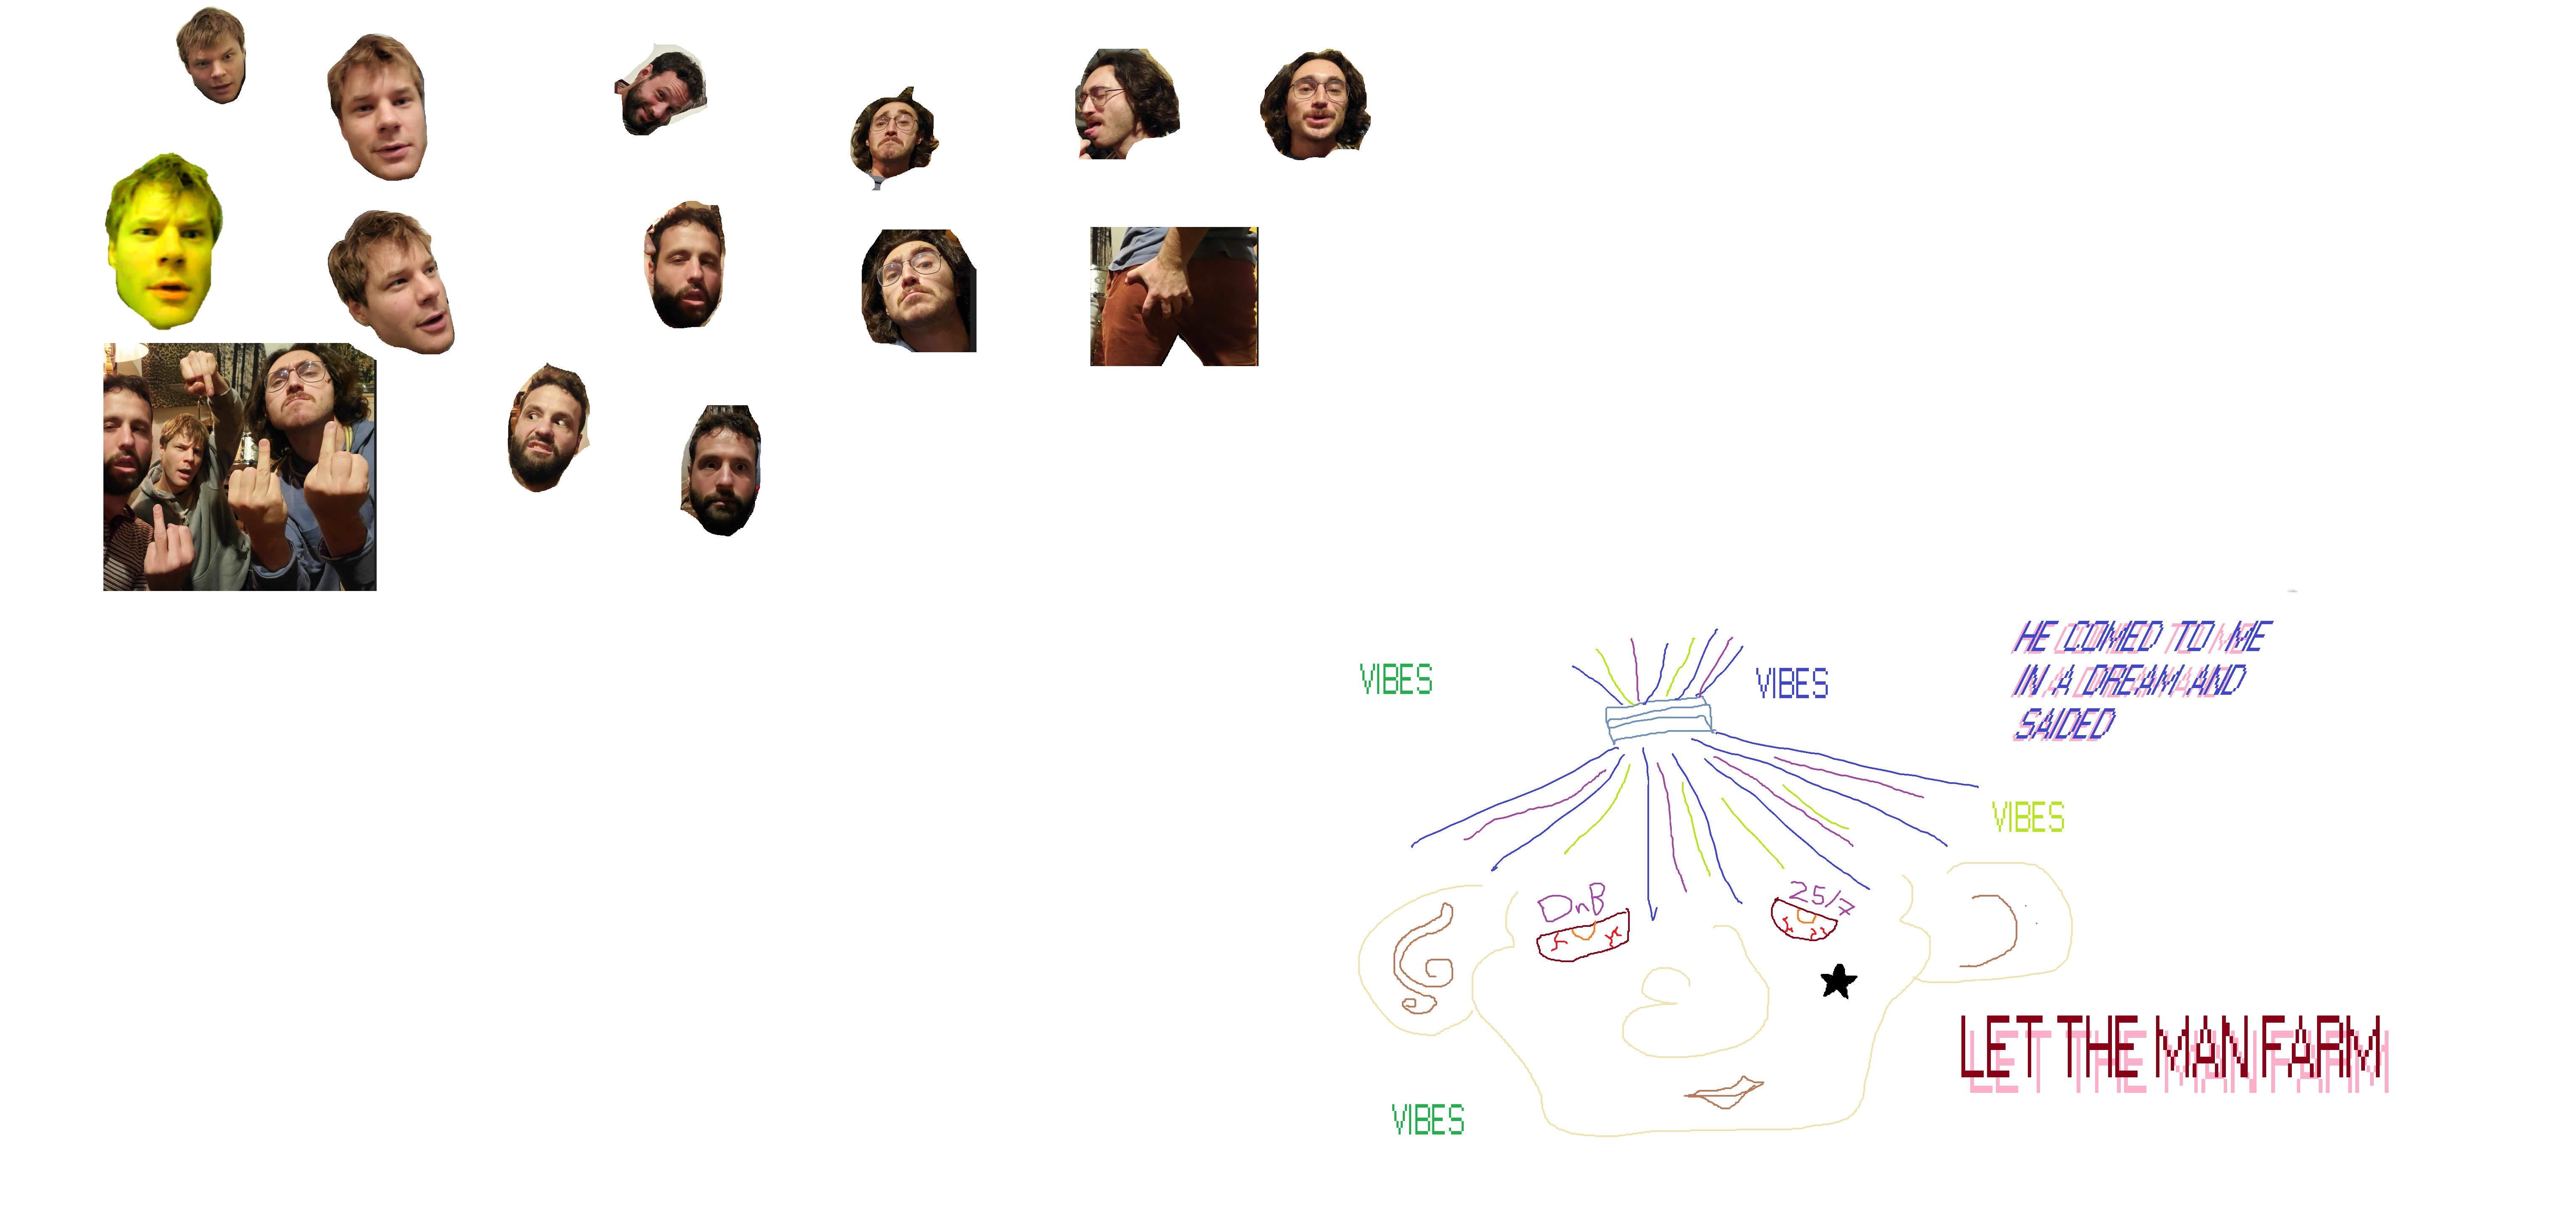 HE COMED TO ME
IN A DREAM AND
SAIDED
VIBES
VIBES
VIBES
DnB
25/7
LET THE MAN FARM
VIBES